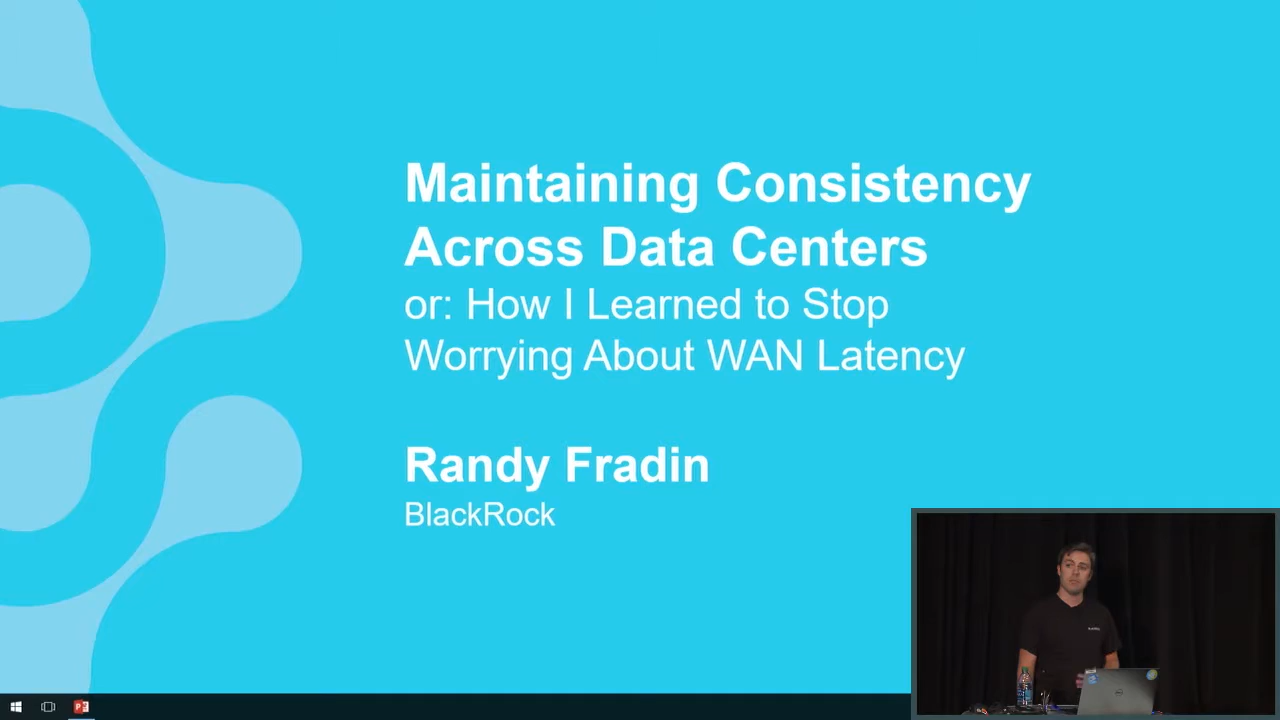 Maintaining Consistency
Across Data Centers
or: How I Learned to Stop
Worrying About WAN Latency
Randy Fradin
BlackRock